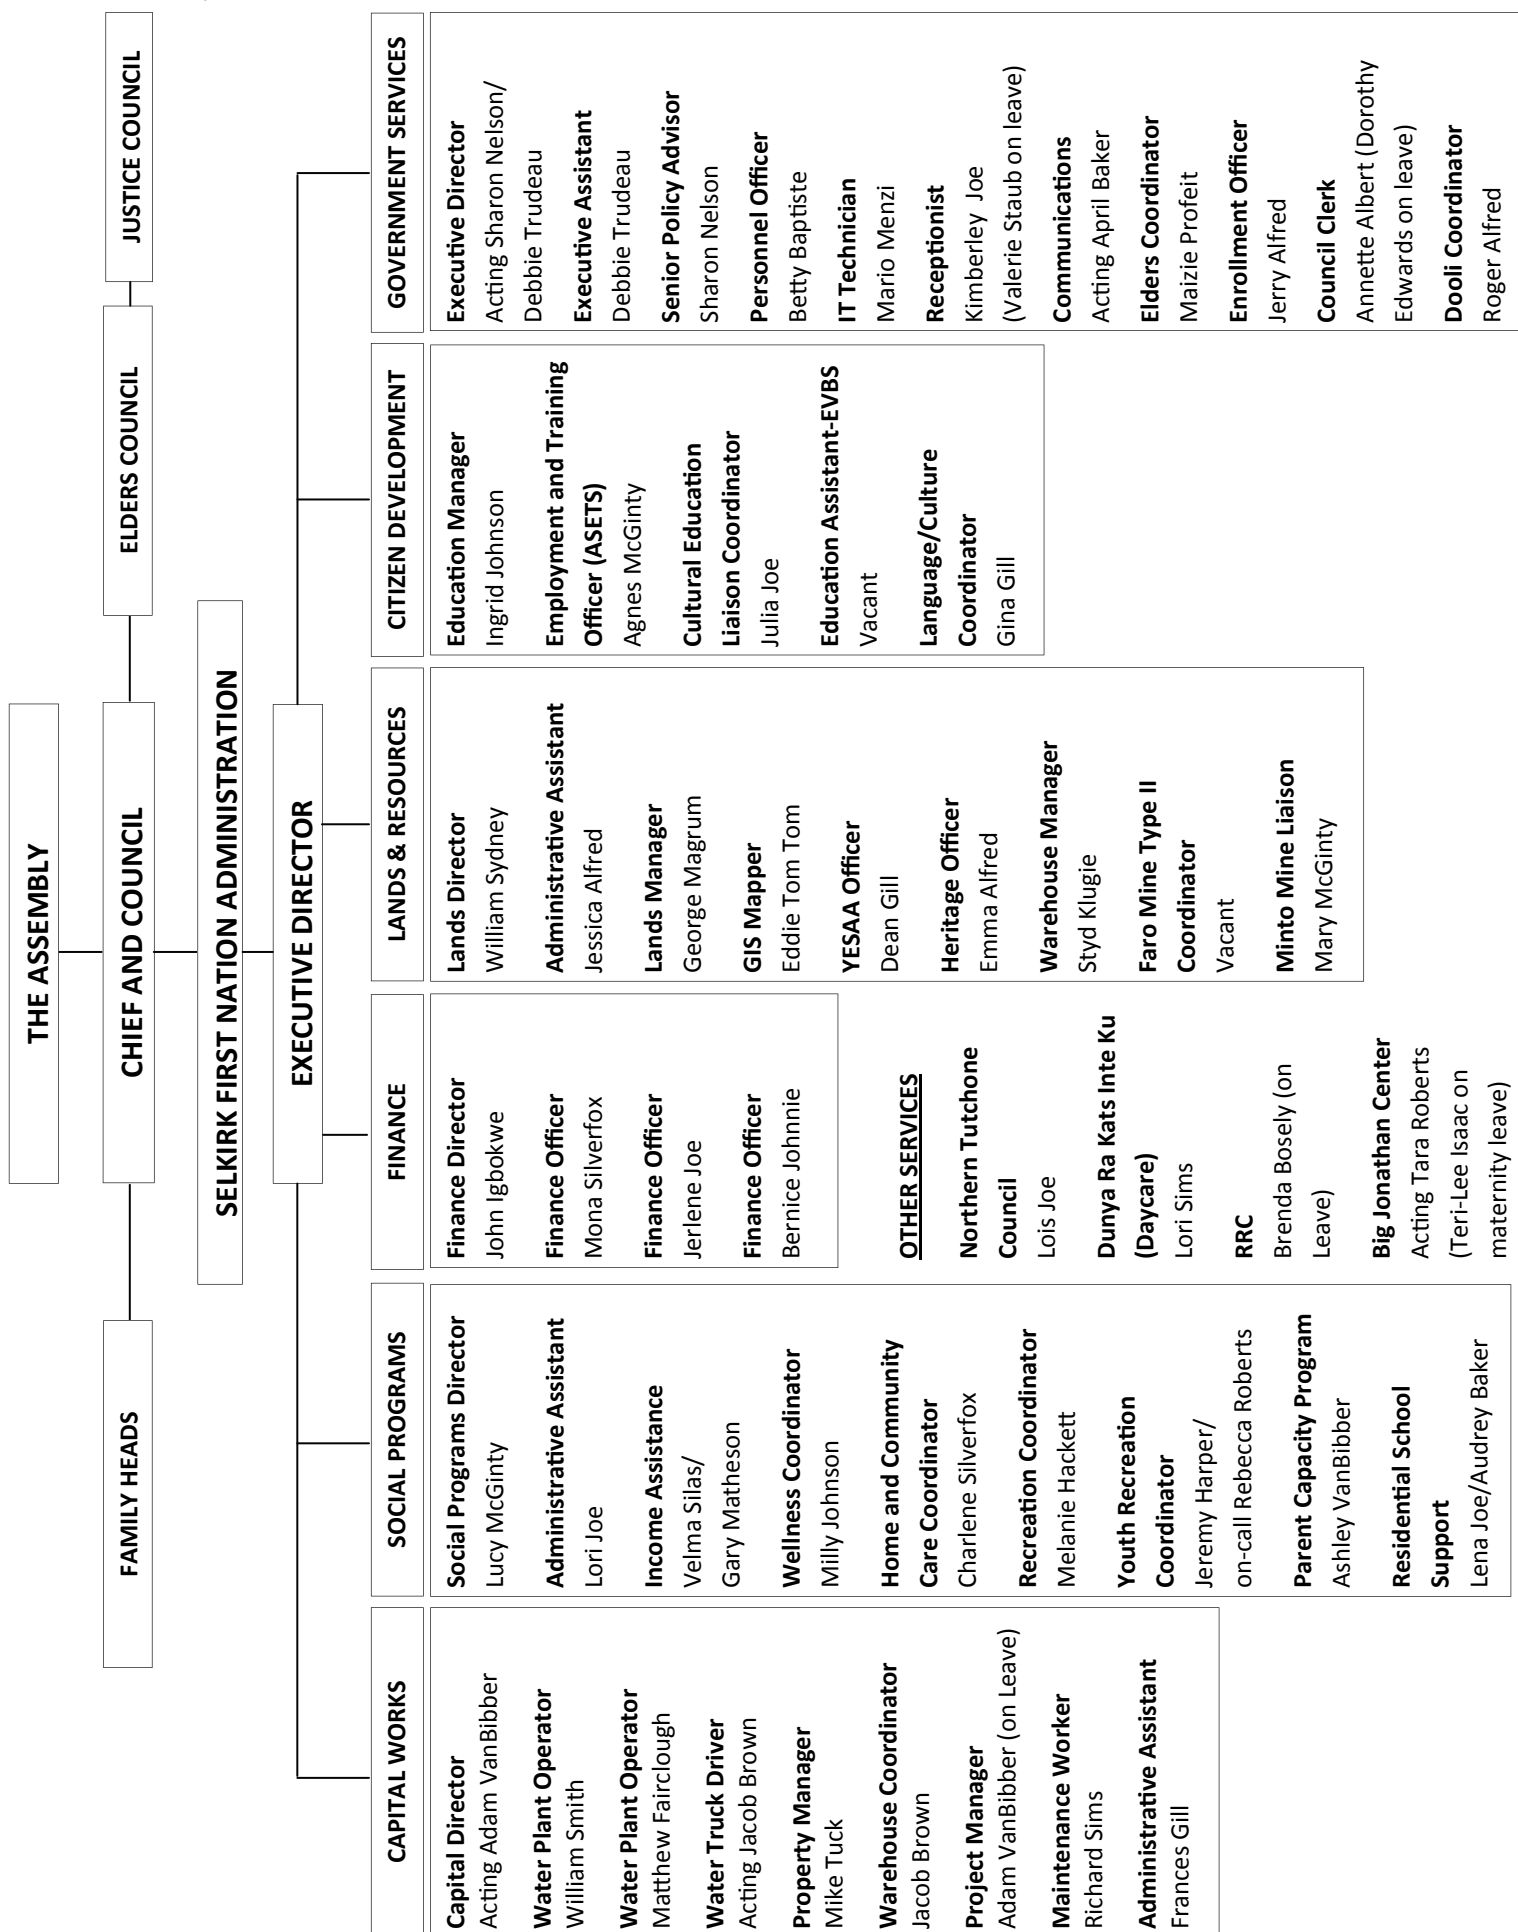 THE ASSEMBLY
FAMILY HEADS
CHIEF AND COUNCIL
ELDERS COUNCIL
JUSTICE COUNCIL
SELKIRK FIRST NATION ADMINISTRATION
EXECUTIVE DIRECTOR
CAPITAL WORKS
Capital Director
Acting Adam VanBibber
Water Plant Operator
William Smith
Water Plant Operator
Matthew Fairclough
Water Truck Driver
Acting Jacob Brown
Property Manager
Mike Tuck
Warehouse Coordinator
Jacob Brown
Project Manager
Adam VanBibber (on Leave)
Maintenance Worker
Richard Sims
Administrative Assistant
Frances Gill
SOCIAL PROGRAMS
Social Programs Director
Lucy McGinty
Administrative Assistant
Lori Joe
Income Assistance
Velma Silas/
Gary Matheson
Wellness Coordinator
Milly Johnson
Home and Community
Care Coordinator
Charlene Silverfox
Recreation Coordinator
Melanie Hackett
Youth Recreation
Coordinator
Jeremy Harper/
on-call Rebecca Roberts
Parent Capacity Program
Ashley VanBibber
Residential School
Support
Lena Joe/Audrey Baker
FINANCE
Finance Director
John Igbokwe
Finance Officer
Mona Silverfox
Finance Officer
Jerlene Joe
Finance Officer
Bernice Johnnie
OTHER SERVICES
Northern Tutchone
Council
Lois Joe
Dunya Ra Kats Inte Ku
(Daycare)
Lori Sims
RRC
Brenda Bosely (on
Leave)
Big Jonathan Center
Acting Tara Roberts
(Teri-Lee Isaac on
maternity leave)
LANDS & RESOURCES
Lands Director
William Sydney
Administrative Assistant
Jessica Alfred
Lands Manager
George Magrum
GIS Mapper
Eddie Tom Tom
YESAA Officer
Dean Gill
Heritage Officer
Emma Alfred
Warehouse Manager
Styd Klugie
Faro Mine Type II
Coordinator
Vacant
Minto Mine Liaison
Mary McGinty
CITIZEN DEVELOPMENT
Education Manager
Ingrid Johnson
Employment and Training
Officer (ASETS)
Agnes McGinty
Cultural Education
Liaison Coordinator
Julia Joe
Education Assistant-EVBS
Vacant
Language/Culture
Coordinator
Gina Gill
GOVERNMENT SERVICES
Executive Director
Acting Sharon Nelson/
Debbie Trudeau
Executive Assistant
Debbie Trudeau
Senior Policy Advisor
Sharon Nelson
Personnel Officer
Betty Baptiste
IT Technician
Mario Menzi
Receptionist
Kimberley Joe
(Valerie Staub on leave)
Communications
Acting April Baker
Elders Coordinator
Maizie Profeit
Enrollment Officer
Jerry Alfred
Council Clerk
Annette Albert (Dorothy
Edwards on leave)
Dooli Coordinator
Roger Alfred